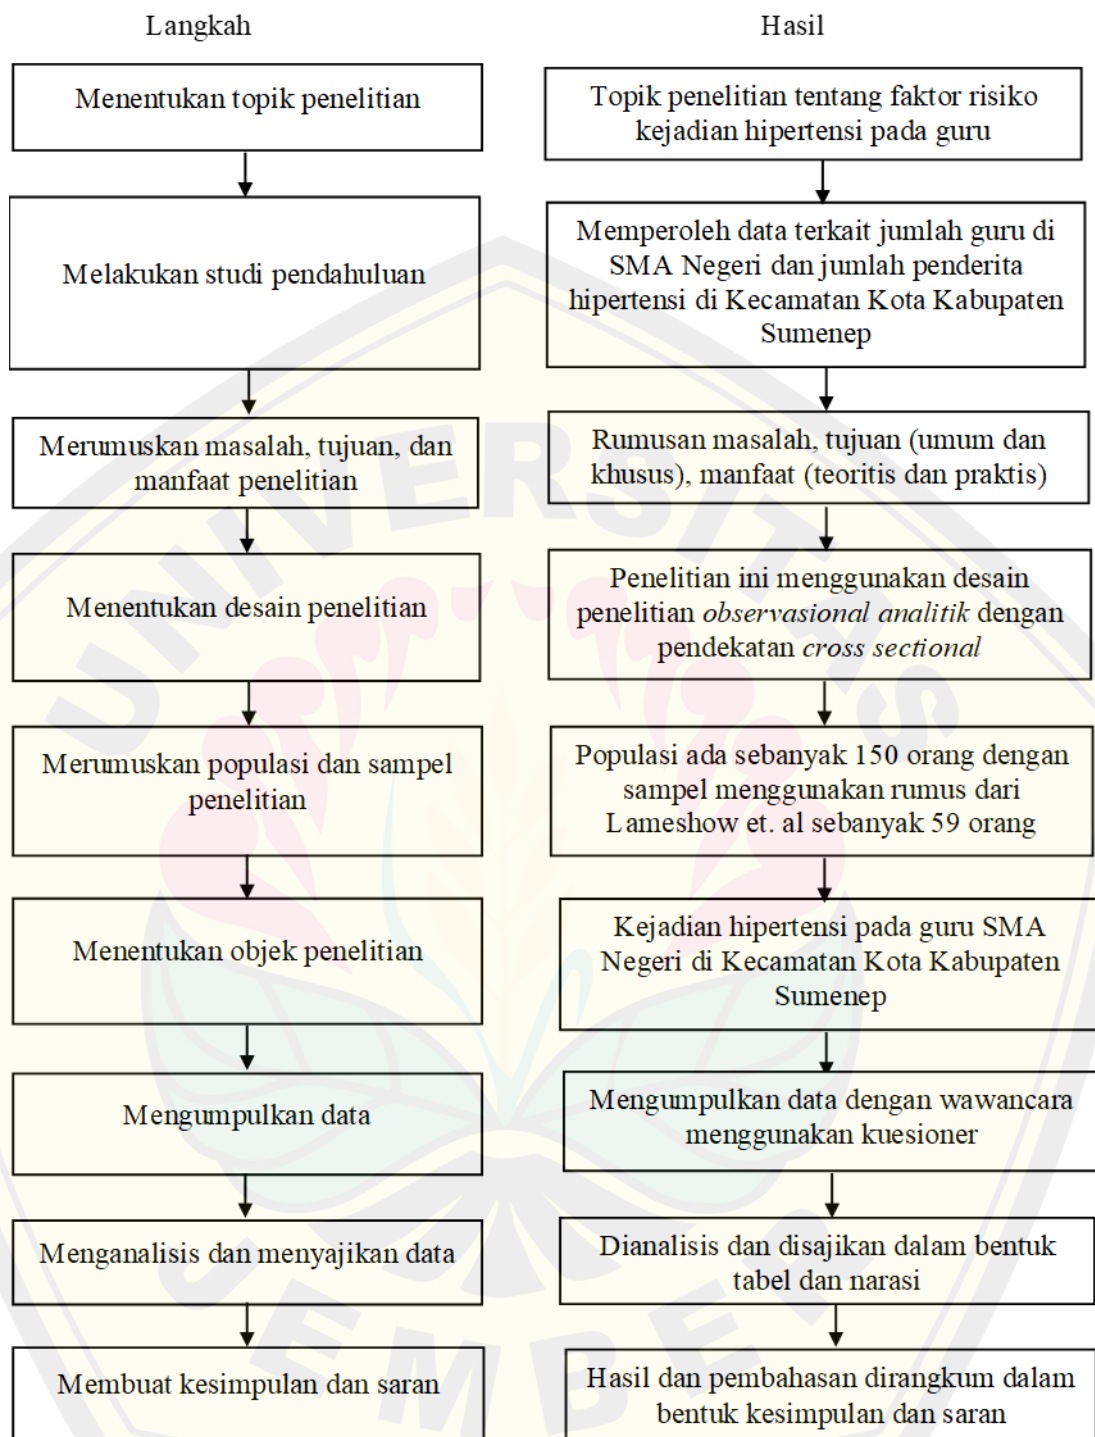 Langkah
Hasil
Menentukan topik penelitian
Topik penelitian tentang faktor risiko
kejadian hipertensi pada guru
Melakukan studi pendahuluan
Memperoleh data terkait jumlah guru di
SMA Negeri dan jumlah penderita
hipertensi di Kecamatan Kota Kabupaten
Sumenep
Merumuskan masalah, tujuan, dan
manfaat penelitian
Rumusan masalah, tujuan (umum dan
khusus), manfaat (teoritis dan praktis)
Menentukan desain penelitian
Penelitian ini menggunakan desain
penelitian observasional analitik dengan
pendekatan cross sectional
Merumuskan populasi dan sampel
penelitian
Populasi ada sebanyak 150 orang dengan
sampel menggunakan rumus dari
Lameshow et. al sebanyak 59 orang
Menentukan objek penelitian
Kejadian hipertensi pada guru SMA
Negeri di Kecamatan Kota Kabupaten
Sumenep
Mengumpulkan data
Mengumpulkan data dengan wawancara
menggunakan kuesioner
Menganalisis dan menyajikan data
Dianalisis dan disajikan dalam bentuk
tabel dan narasi
Membuat kesimpulan dan saran
Hasil dan pembahasan dirangkum dalam
bentuk kesimpulan dan saran
UNIVERSITAS
JEMBER